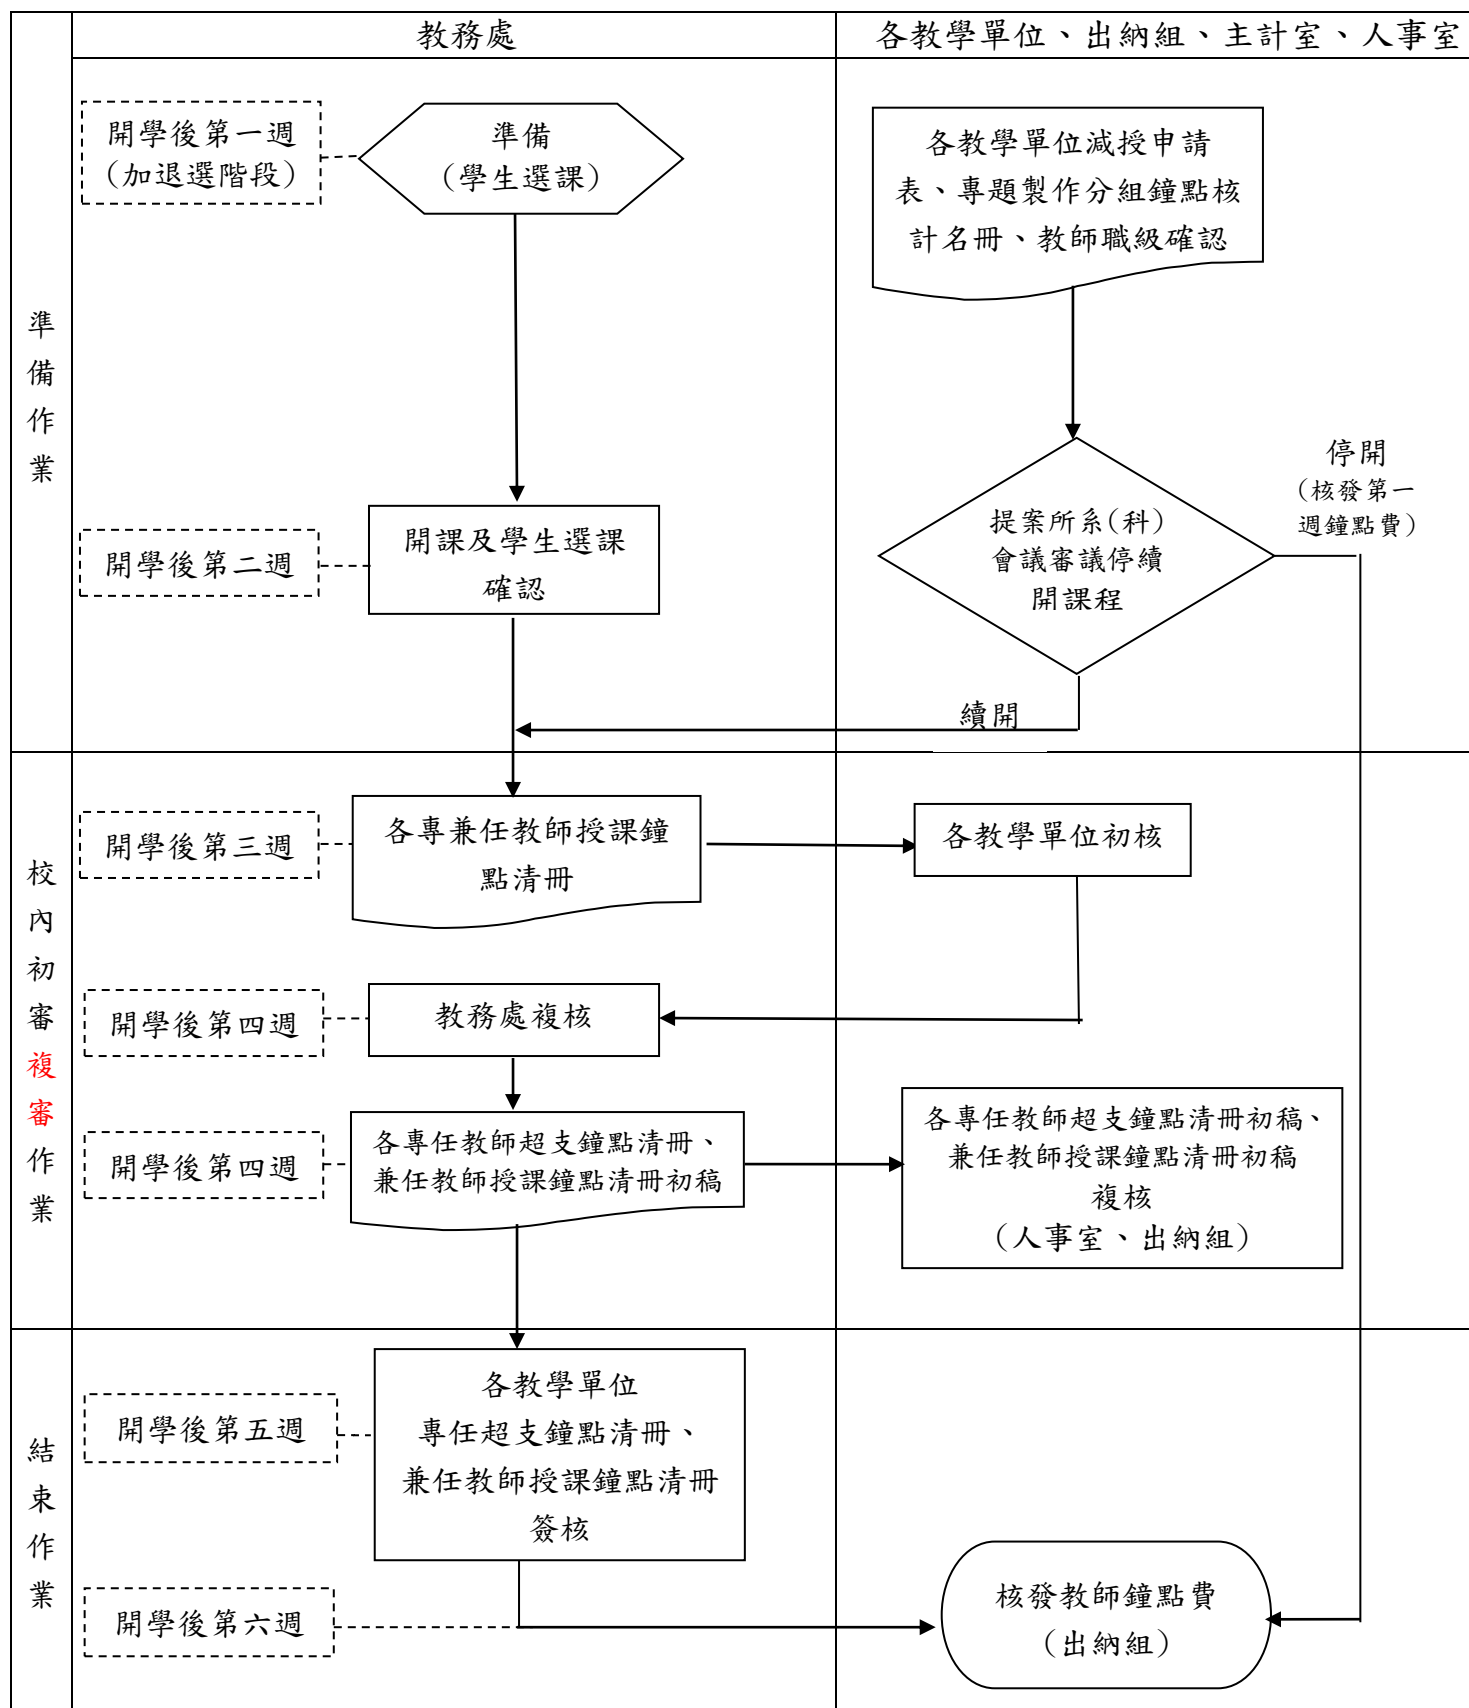 教務處
各教學單位、出納組、主計室、人事室
準備作業
開學後第一週
（加退選階段）
準備
（學生選課）
各教學單位減授申請
表、專題製作分組鐘點核
計名冊、教師職級確認
開學後第二週
開課及學生選課
確認
提案所系(科)
會議審議停續
開課程
停開
（核發第一
週鐘點費）
續開
校內初審複審作業
開學後第三週
各專兼任教師授課鐘
點清冊
各教學單位初核
開學後第四週
教務處複核
開學後第四週
各專任教師超支鐘點清冊、
兼任教師授課鐘點清冊初稿
各專任教師超支鐘點清冊初稿、
兼任教師授課鐘點清冊初稿
複核
（人事室、出納組）
結束作業
開學後第五週
各教學單位
專任超支鐘點清冊、
兼任教師授課鐘點清冊
簽核
開學後第六週
核發教師鐘點費
（出納組）